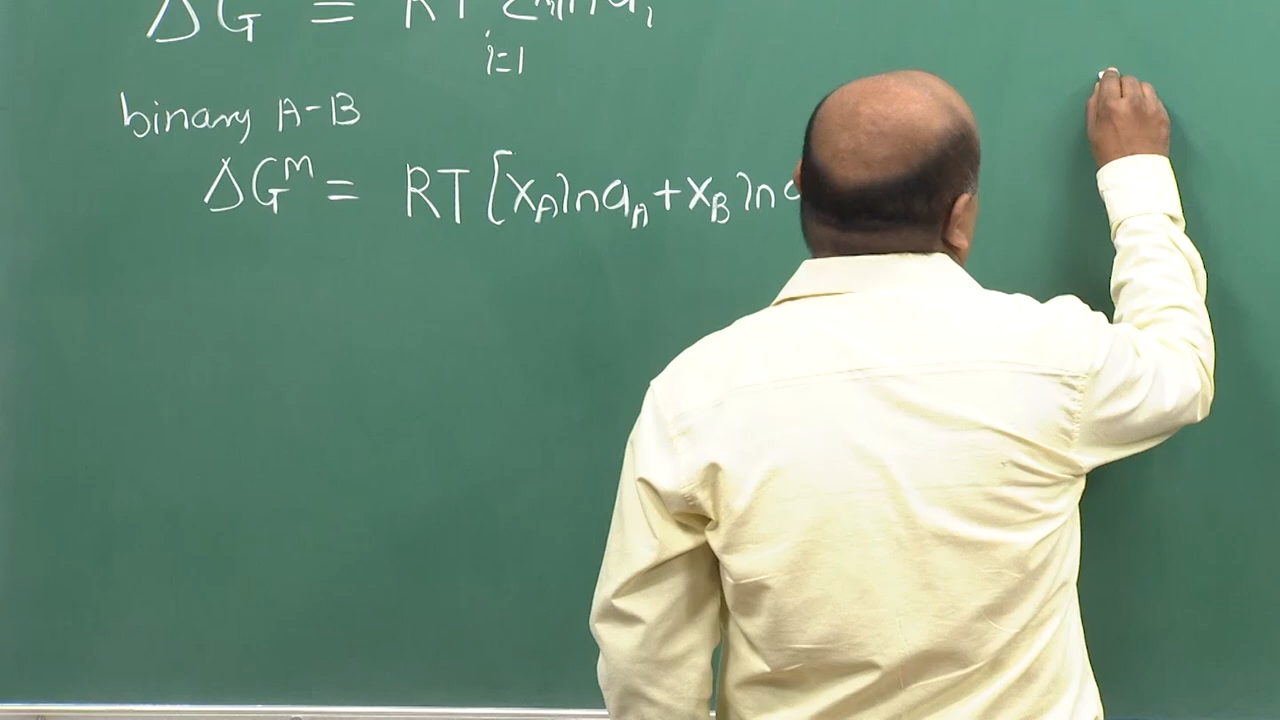 ΔG = RT Σ xᵢ ln aᵢ
i=1
binary A-B
ΔGᴹ = RT [x_A ln a_A + x_B ln